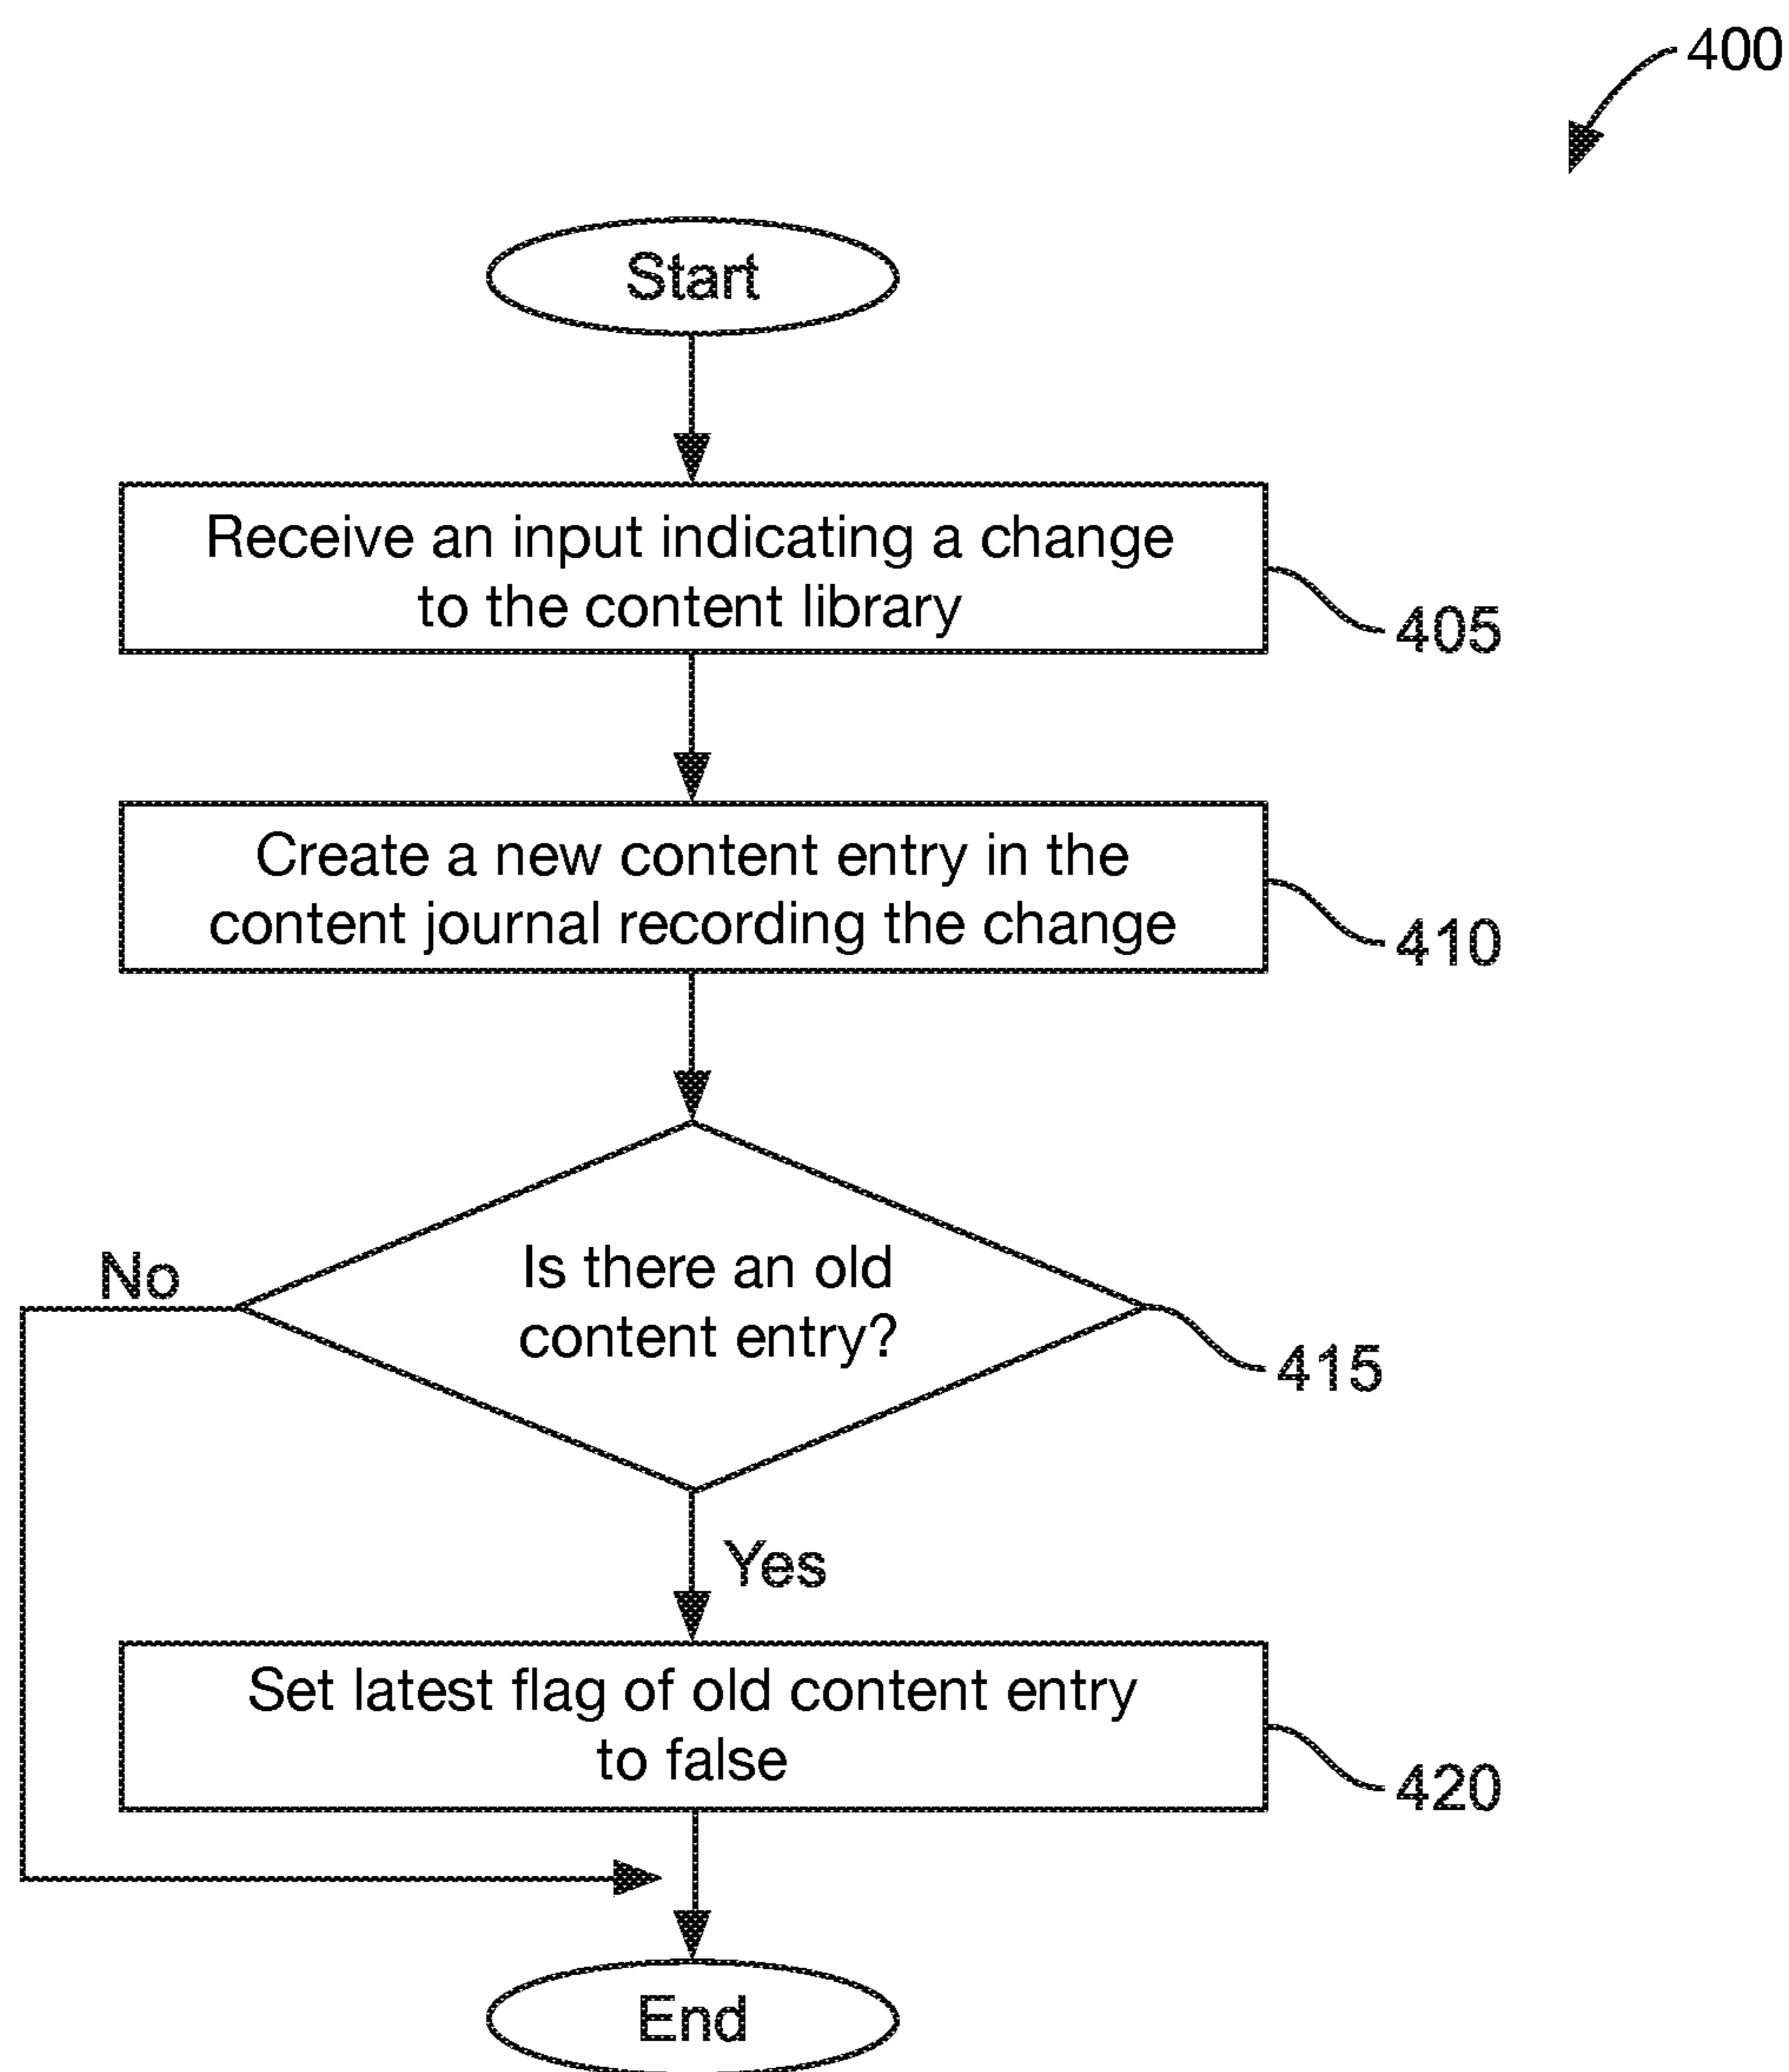 400
Start
Receive an input indicating a change
to the content library
405
Create a new content entry in the
content journal recording the change
410
Is there an old
content entry?
415
No
Yes
Set latest flag of old content entry
to false
420
End